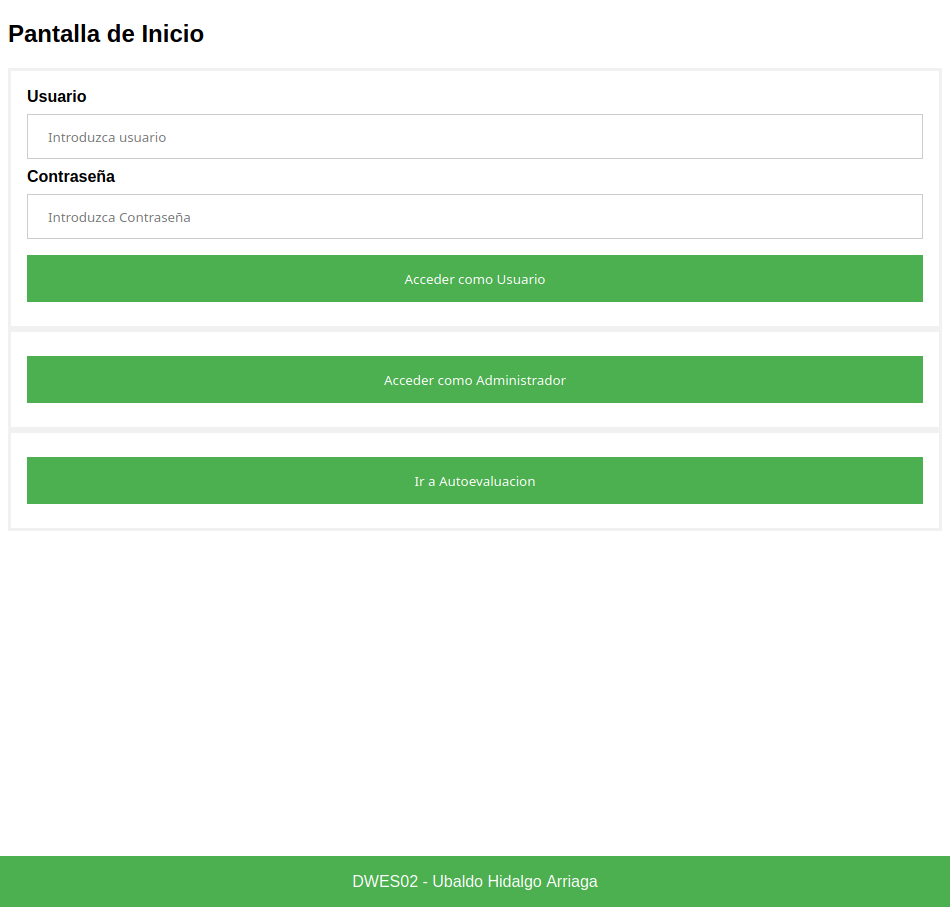 Pantalla de Inicio
Usuario
Introduzca usuario
Contraseña
Introduzca Contraseña
Acceder como Usuario
Acceder como Administrador
Ir a Autoevaluacion
DWES02 - Ubaldo Hidalgo Arriaga